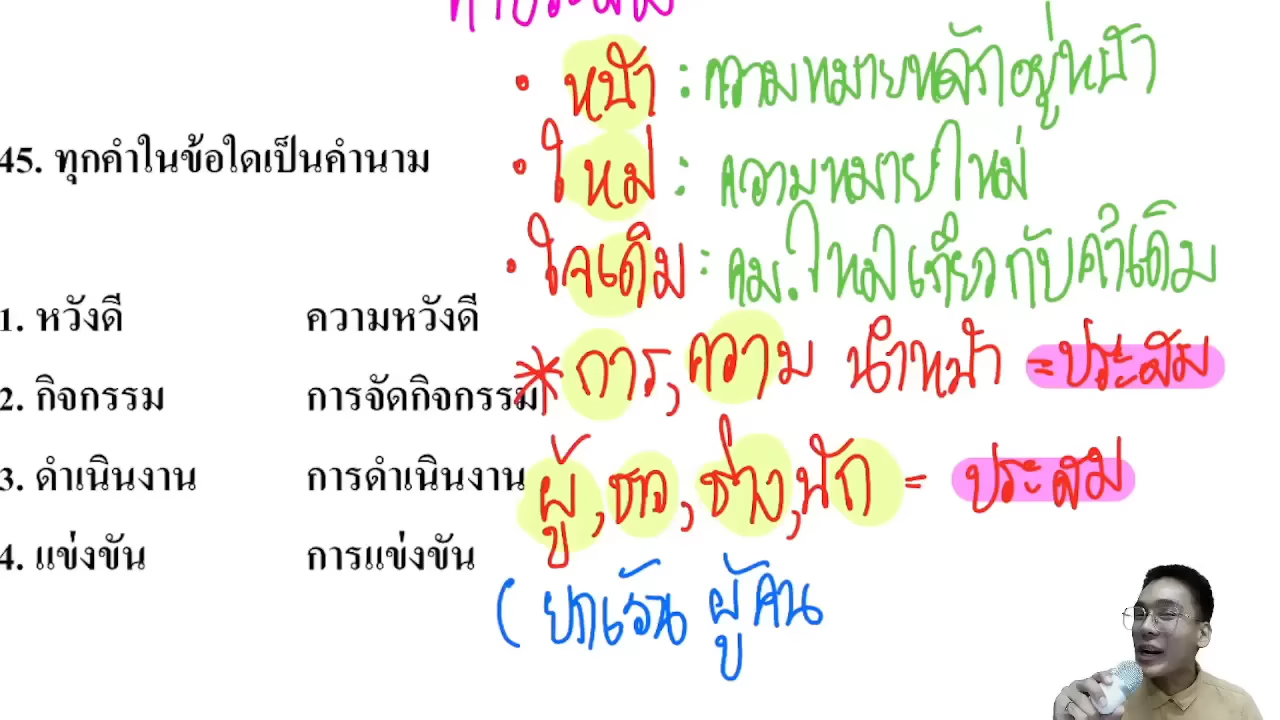 คำประสม
• หน้า : ความหมายหลักอยู่หน้า
45. ทุกคำในข้อใดเป็นคำนาม
• ใหม่ : ความหมายใหม่
• ใจเดิม : คม. ใหม่เกี่ยวกับคำเดิม
1. หวังดี ความหวังดี
* การ, ความ นำหน้า = ประสม
2. กิจกรรม การจัดกิจกรรม
3. ดำเนินงาน การดำเนินงาน
ผู้, ชาว, ช่าง, นัก = ประสม
4. แข่งขัน การแข่งขัน
( ยกเว้น ผู้คน